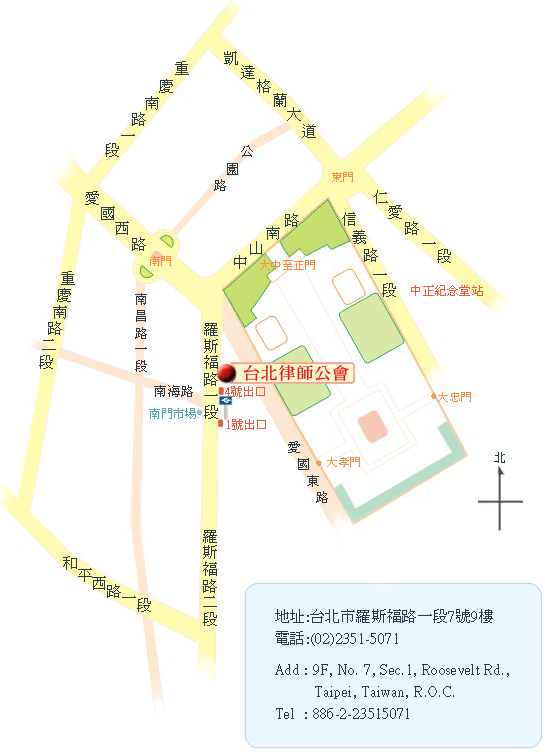 凱達格蘭大道
重慶南路一段
公園路
東門
仁愛路一段
愛國西路
中山南路
信義路一段
南門
大中至正門
中正紀念堂站
重慶南路二段
南昌路一段
羅斯福路一段
台北律師公會
南海路
4號出口
南門市場
1號出口
大忠門
愛國東路
大孝門
北
羅斯福路二段
和平西路一段
地址:台北市羅斯福路一段7號9樓
電話:(02)2351-5071
Add : 9F, No. 7, Sec.1, Roosevelt Rd.,
Taipei, Taiwan, R.O.C.
Tel : 886-2-23515071